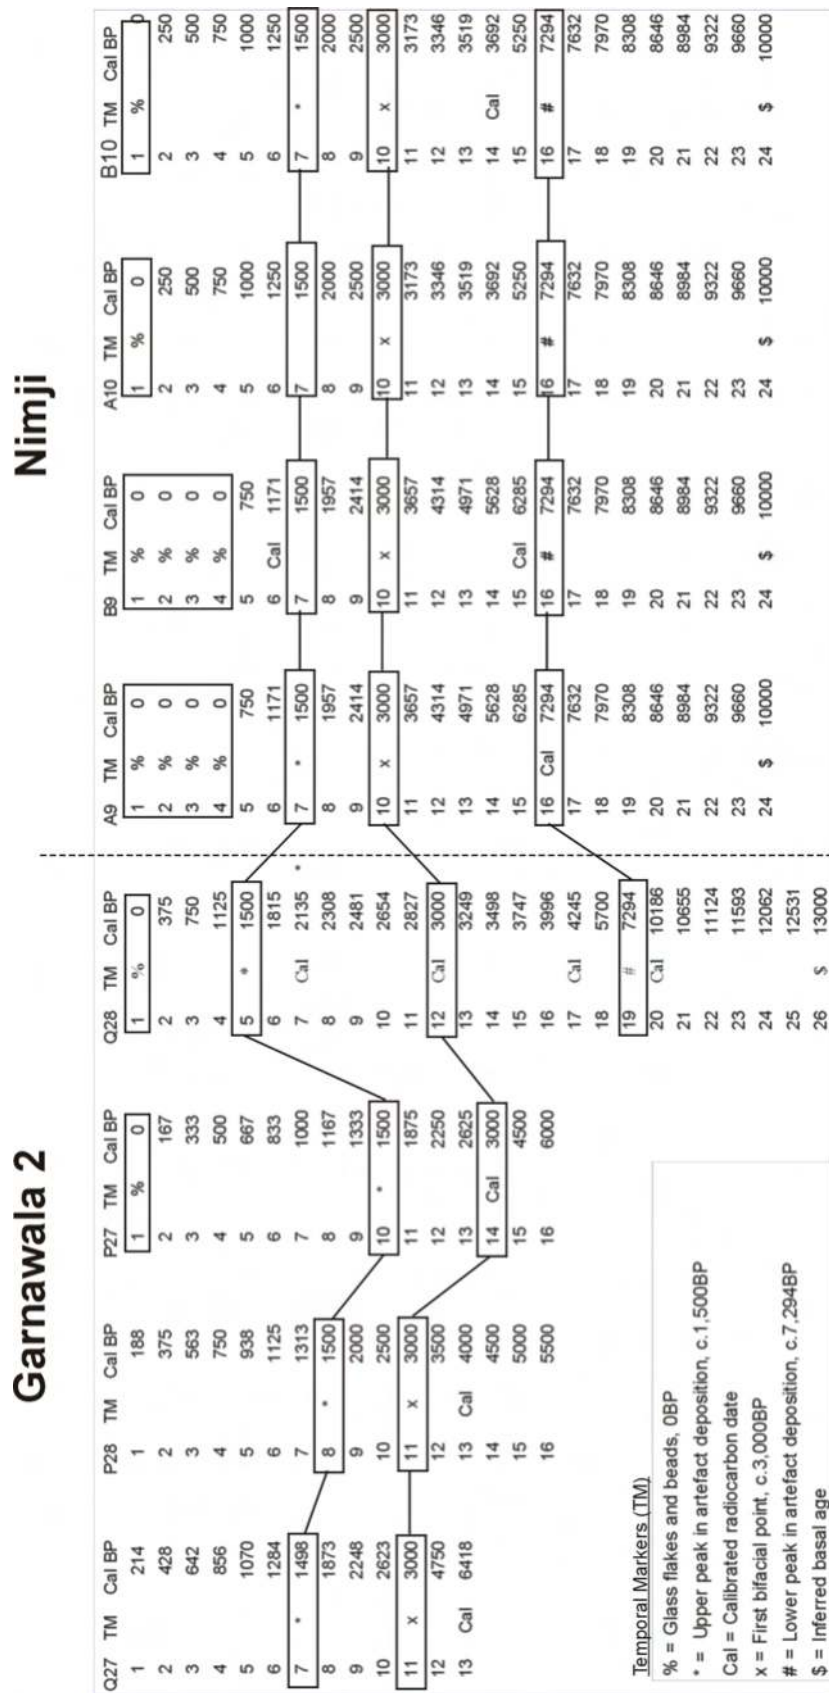 Garnawala 2 Nimji
Q27 TM Cal BP P28 TM Cal BP P27 TM Cal BP Q28 TM Cal BP A9 TM Cal BP B9 TM Cal BP A10 TM Cal BP B10 TM Cal BP
1 214 1 188 1 % 0 1 % 0 1 % 0 1 % 0 1 % 0 1 % 0
2 428 2 375 2 167 2 375 2 % 0 2 % 0 2 250 2 250
3 642 3 563 3 333 3 750 3 % 0 3 % 0 3 500 3 500
4 856 4 750 4 500 4 1125 4 % 0 4 % 0 4 750 4 750
5 1070 5 938 5 667 5 * 1500 5 750 5 750 5 1000 5 1000
6 1284 6 1125 6 833 6 1815 6 1171 6 Cal 1171 6 1250 6 1250
7 * 1498 7 1313 7 1000 7 Cal 2135 * 7 * 1500 7 1500 7 1500 7 * 1500
8 1873 8 * 1500 8 1167 8 2308 8 1957 8 1957 8 2000 8 2000
9 2248 9 2000 9 1333 9 2481 9 2414 9 2414 9 2500 9 2500
10 2623 10 2500 10 * 1500 10 2654 10 x 3000 10 x 3000 10 x 3000 10 x 3000
11 x 3000 11 x 3000 11 1875 11 2827 11 3657 11 3657 11 3173 11 3173
12 4750 12 3500 12 2250 12 Cal 3000 12 4314 12 4314 12 3346 12 3346
13 Cal 6418 13 Cal 4000 13 2625 13 3249 13 4971 13 4971 13 3519 13 3519
14 4500 14 Cal 3000 14 3498 14 5628 14 5628 14 3692 14 Cal 3692
15 5000 15 4500 15 3747 15 6285 15 Cal 6285 15 5250 15 5250
16 5500 16 6000 16 3996 16 Cal 7294 16 # 7294 16 # 7294 16 # 7294
17 Cal 4245 17 7632 17 7632 17 7632 17 7632
18 5700 18 7970 18 7970 18 7970 18 7970
19 # 7294 19 8308 19 8308 19 8308 19 8308
20 Cal 10186 20 8646 20 8646 20 8646 20 8646
21 10655 21 8984 21 8984 21 8984 21 8984
22 11124 22 9322 22 9322 22 9322 22 9322
23 11593 23 9660 23 9660 23 9660 23 9660
24 12062 24 $ 10000 24 $ 10000 24 $ 10000 24 $ 10000
25 12531
26 $ 13000
Temporal Markers (TM)
% = Glass flakes and beads, 0BP
* = Upper peak in artefact deposition, c.1,500BP
Cal = Calibrated radiocarbon date
x = First bifacial point, c.3,000BP
# = Lower peak in artefact deposition, c.7,294BP
$ = Inferred basal age